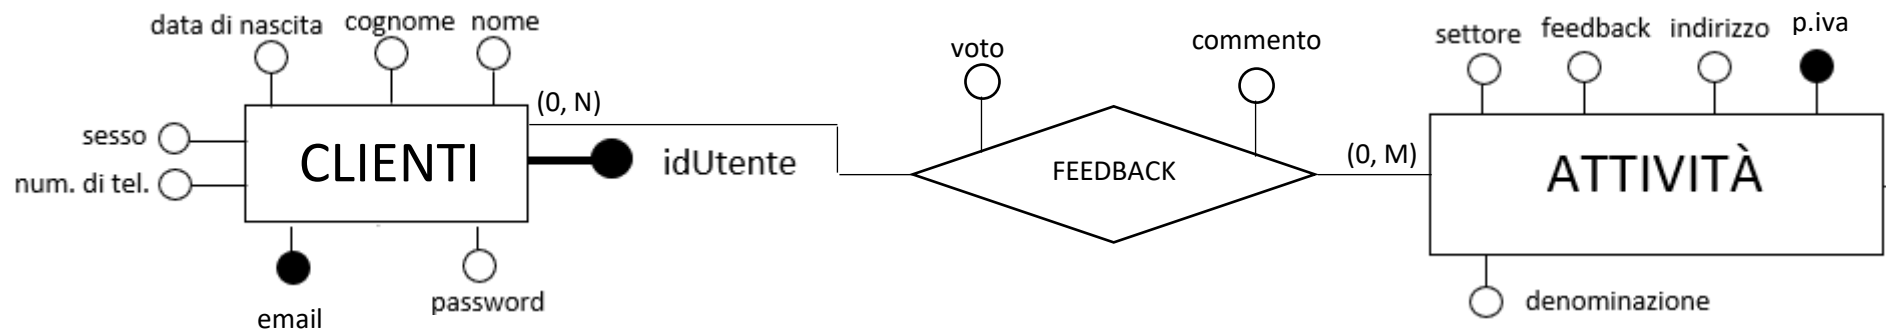 data di nascita
cognome
nome
voto
commento
settore
feedback
indirizzo
p.iva
(0, N)
sesso
CLIENTI
idUtente
num. di tel.
FEEDBACK
(0, M)
ATTIVITÀ
email
password
denominazione